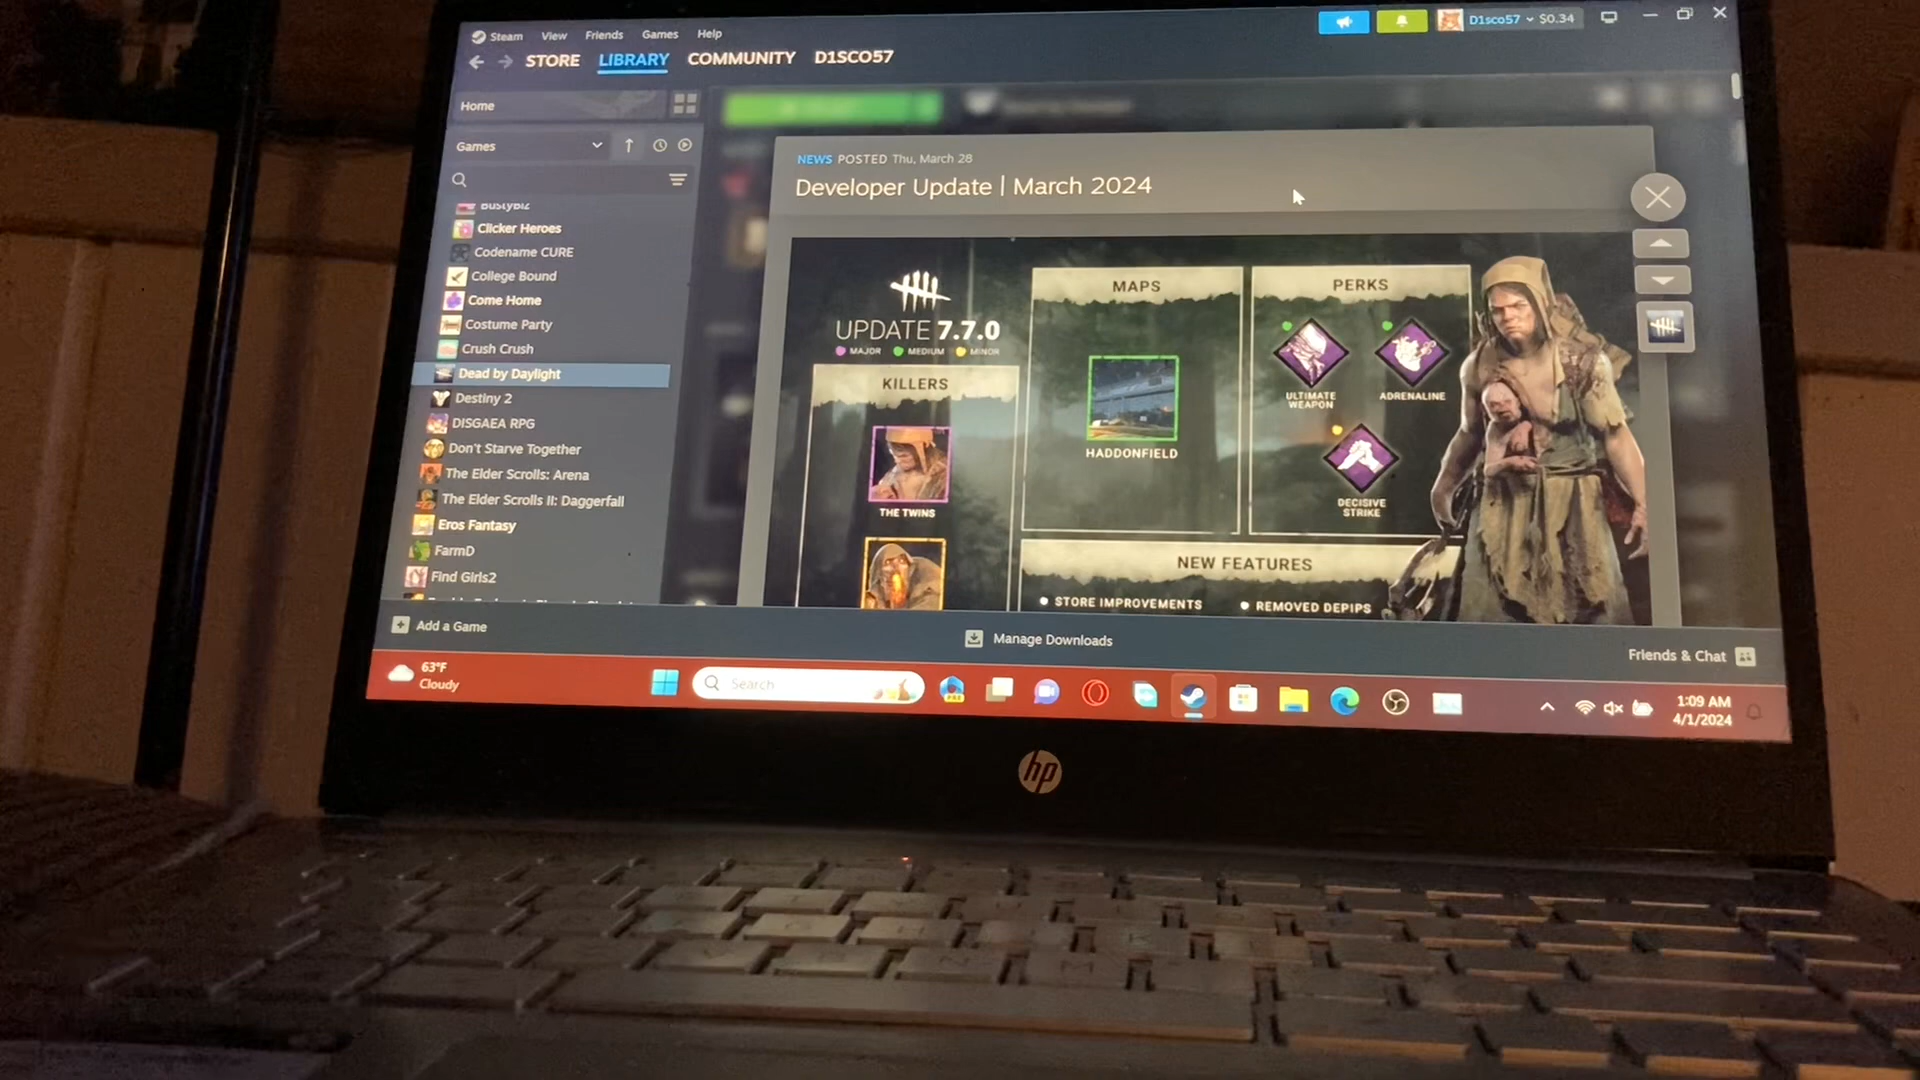 Steam View Friends Games Help
D1sco57 $0.34
STORE LIBRARY COMMUNITY D1SCO57
Home
Games
BustyBiz
Clicker Heroes
Codename CURE
College Bound
Come Home
Costume Party
Crush Crush
Dead by Daylight
Destiny 2
DISGAEA RPG
Don't Starve Together
The Elder Scrolls: Arena
The Elder Scrolls II: Daggerfall
Eros Fantasy
FarmD
Find Girls2
NEWS POSTED Thu, March 28
Developer Update | March 2024
UPDATE 7.7.0
MAJOR MEDIUM MINOR
KILLERS
THE TWINS
MAPS
HADDONFIELD
PERKS
ULTIMATE
WEAPON
ADRENALINE
DECISIVE
STRIKE
NEW FEATURES
STORE IMPROVEMENTS
REMOVED DEPIPS
Add a Game
Manage Downloads
Friends & Chat
63°F
Cloudy
Search
1:09 AM
4/1/2024
hp